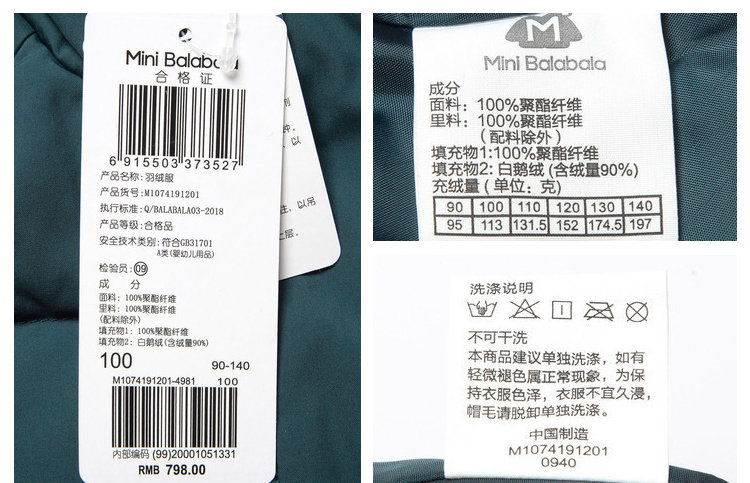 Mini Balabala
合格证
6 915503 373527
产品名称: 羽绒服
产品货号: M1074191201
执行标准: Q/BALABALA03-2018
产品等级: 合格品
安全技术类别: 符合GB31701
A类(婴幼儿用品)
检验员: 09
成 分
面料: 100%聚酯纤维
里料: 100%聚酯纤维
(配料除外)
填充物1: 100%聚酯纤维
填充物2: 白鹅绒(含绒量90%)
100 90-140
M1074191201-4981 100
内部编码 (99)20001051331
RMB 798.00
M
Mini Balabala
成分
面料: 100%聚酯纤维
里料: 100%聚酯纤维
(配料除外)
填充物1:100%聚酯纤维
填充物2: 白鹅绒 (含绒量90%)
充绒量 (单位: 克)
90 100 110 120 130 140
95 113 131.5 152 174.5 197
洗涤说明
不可干洗
本商品建议单独洗涤, 如有
轻微褪色属正常现象, 为保
持衣服色泽, 衣服不宜久浸,
帽毛请脱卸单独洗涤。
中国制造
M1074191201
0940